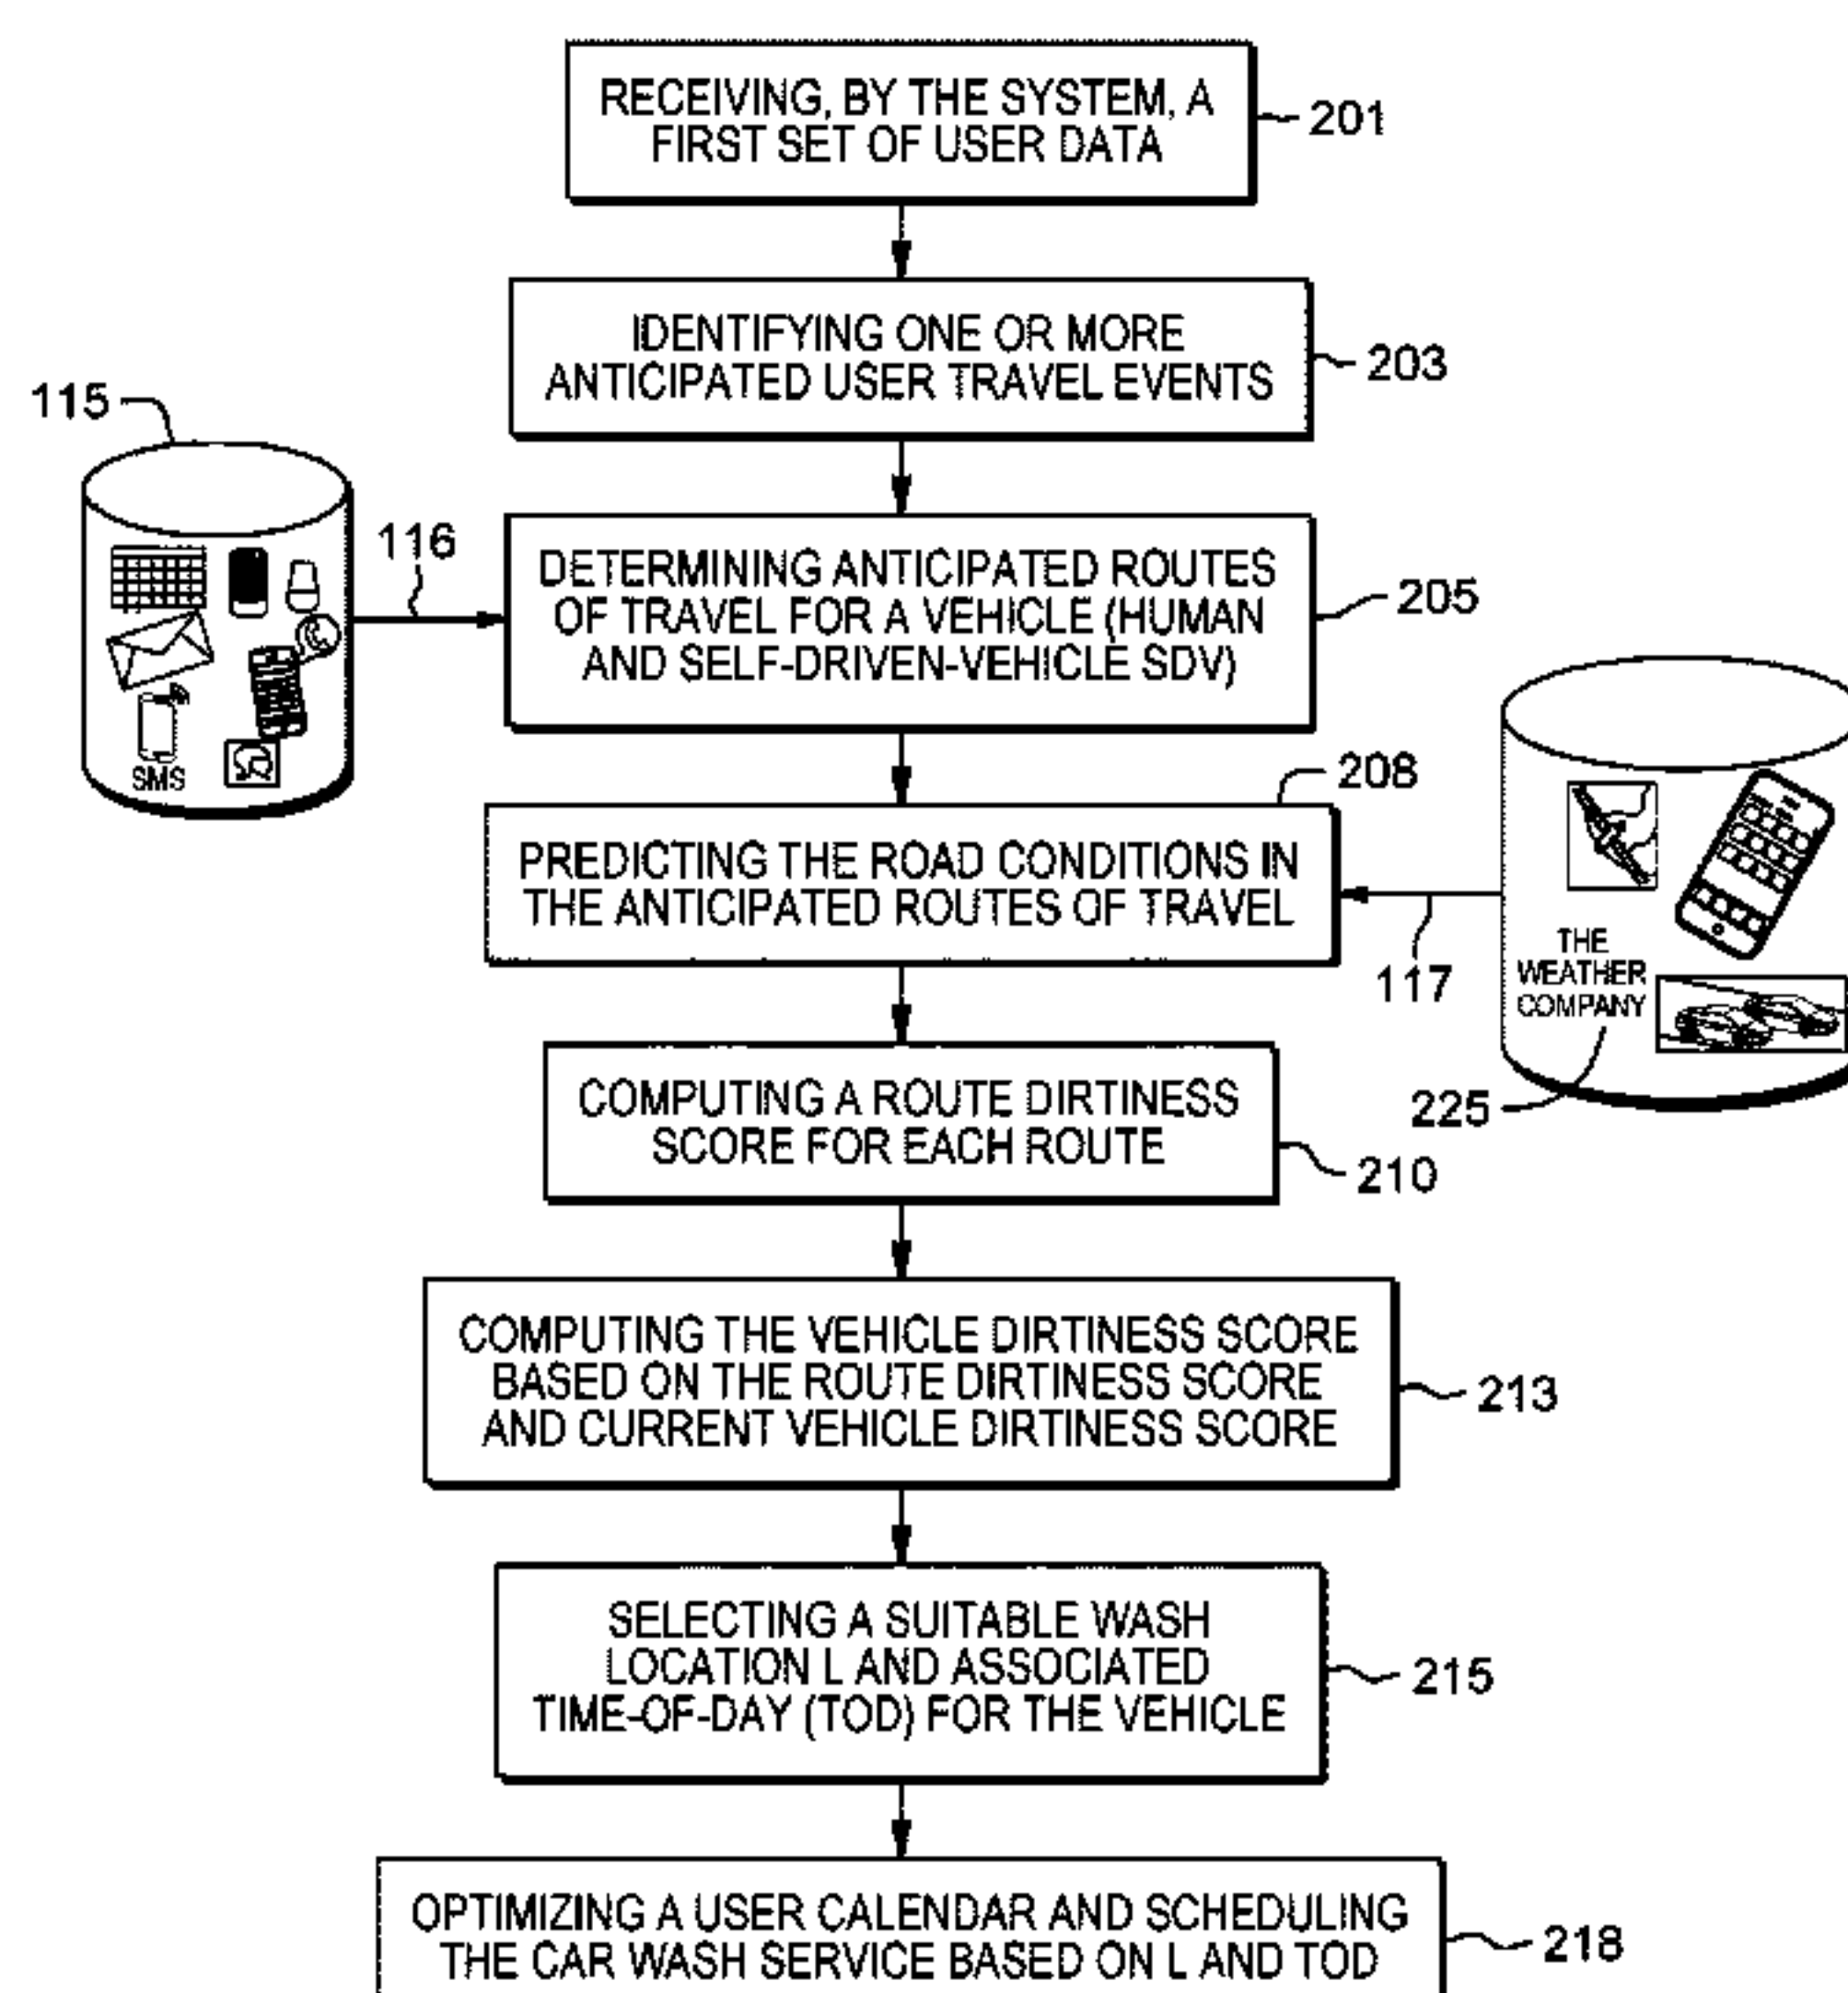 RECEIVING, BY THE SYSTEM, A
FIRST SET OF USER DATA
201
IDENTIFYING ONE OR MORE
ANTICIPATED USER TRAVEL EVENTS
203
115
116
DETERMINING ANTICIPATED ROUTES
OF TRAVEL FOR A VEHICLE (HUMAN
AND SELF-DRIVEN-VEHICLE SDV)
205
SMS
208
PREDICTING THE ROAD CONDITIONS IN
THE ANTICIPATED ROUTES OF TRAVEL
117
THE
WEATHER
COMPANY
225
COMPUTING A ROUTE DIRTINESS
SCORE FOR EACH ROUTE
210
COMPUTING THE VEHICLE DIRTINESS SCORE
BASED ON THE ROUTE DIRTINESS SCORE
AND CURRENT VEHICLE DIRTINESS SCORE
213
SELECTING A SUITABLE WASH
LOCATION L AND ASSOCIATED
TIME-OF-DAY (TOD) FOR THE VEHICLE
215
OPTIMIZING A USER CALENDAR AND SCHEDULING
THE CAR WASH SERVICE BASED ON L AND TOD
218